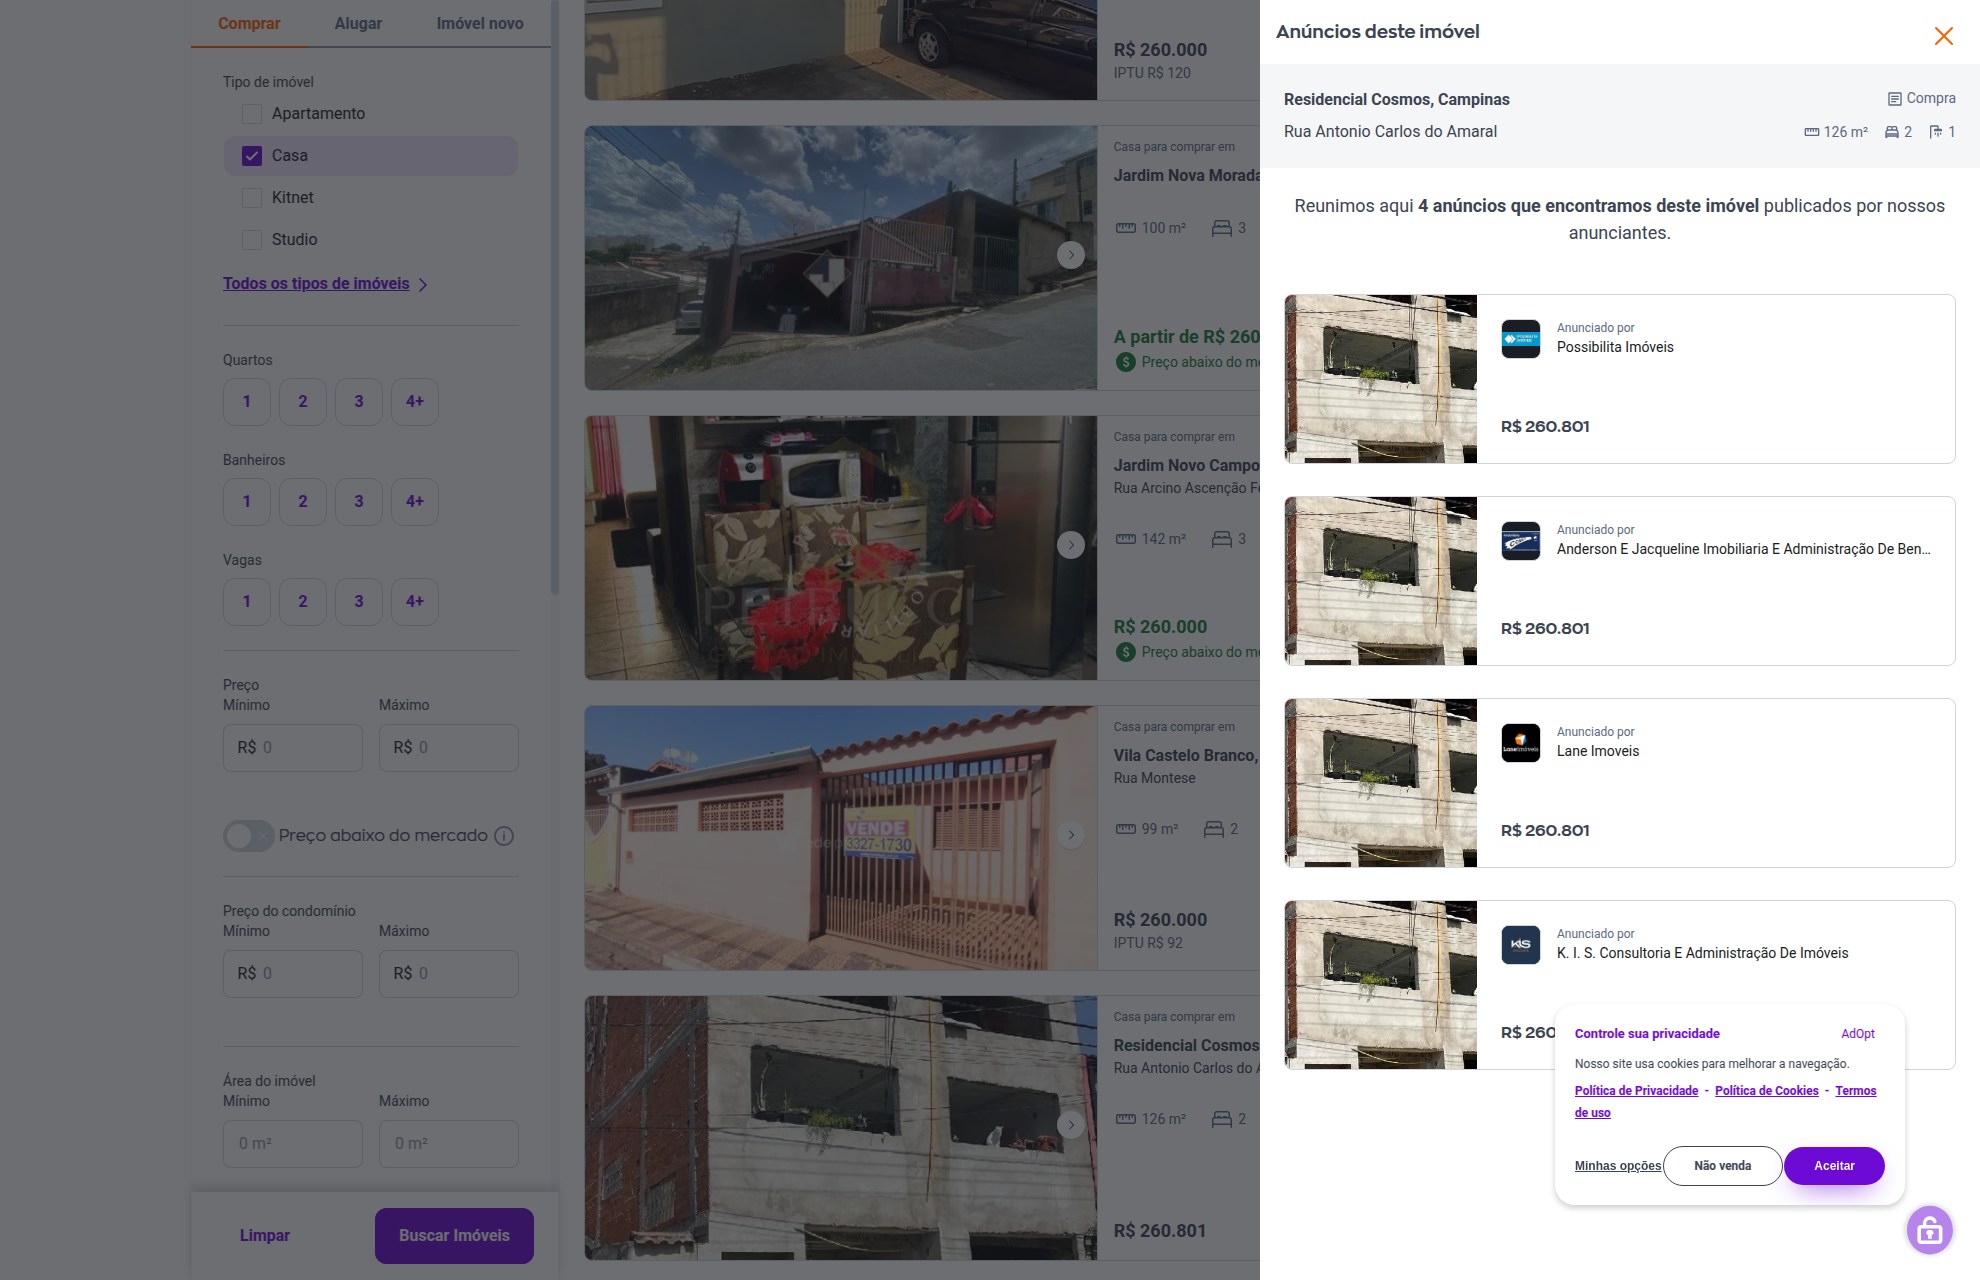 Comprar
Alugar
Imóvel novo
Tipo de imóvel
Apartamento
Casa
Kitnet
Studio
Todos os tipos de imóveis
Quartos
1 2 3 4+
Banheiros
1 2 3 4+
Vagas
1 2 3 4+
Preço
Mínimo Máximo
R$ 0 R$ 0
Preço abaixo do mercado
Preço do condomínio
Mínimo Máximo
R$ 0 R$ 0
Área do imóvel
Mínimo Máximo
0 m² 0 m²
Limpar
Buscar Imóveis
R$ 260.000
IPTU R$ 120
Casa para comprar em
Jardim Nova Morada
100 m² 3
A partir de R$ 260
Preço abaixo do
Casa para comprar em
Jardim Novo Campo
Rua Arcino Ascenção
142 m² 3
R$ 260.000
Preço abaixo do
VENDE
3327-1730
Casa para comprar em
Vila Castelo Branco,
Rua Montese
99 m² 2
R$ 260.000
IPTU R$ 92
Casa para comprar em
Residencial Cosmos
Rua Antonio Carlos do
126 m² 2
R$ 260.801
Anúncios deste imóvel
Residencial Cosmos, Campinas
Compra
Rua Antonio Carlos do Amaral
126 m² 2 1
Reunimos aqui 4 anúncios que encontramos deste imóvel publicados por nossos
anunciantes.
Anunciado por
Possibilita Imóveis
R$ 260.801
Anunciado por
Anderson E Jacqueline Imobiliaria E Administração De Ben...
R$ 260.801
Anunciado por
Lane Imoveis
R$ 260.801
Anunciado por
K. I. S. Consultoria E Administração De Imóveis
R$ 260
Controle sua privacidade
AdOpt
Nosso site usa cookies para melhorar a navegação.
Política de Privacidade - Política de Cookies - Termos
de uso
Minhas opções
Não venda
Aceitar